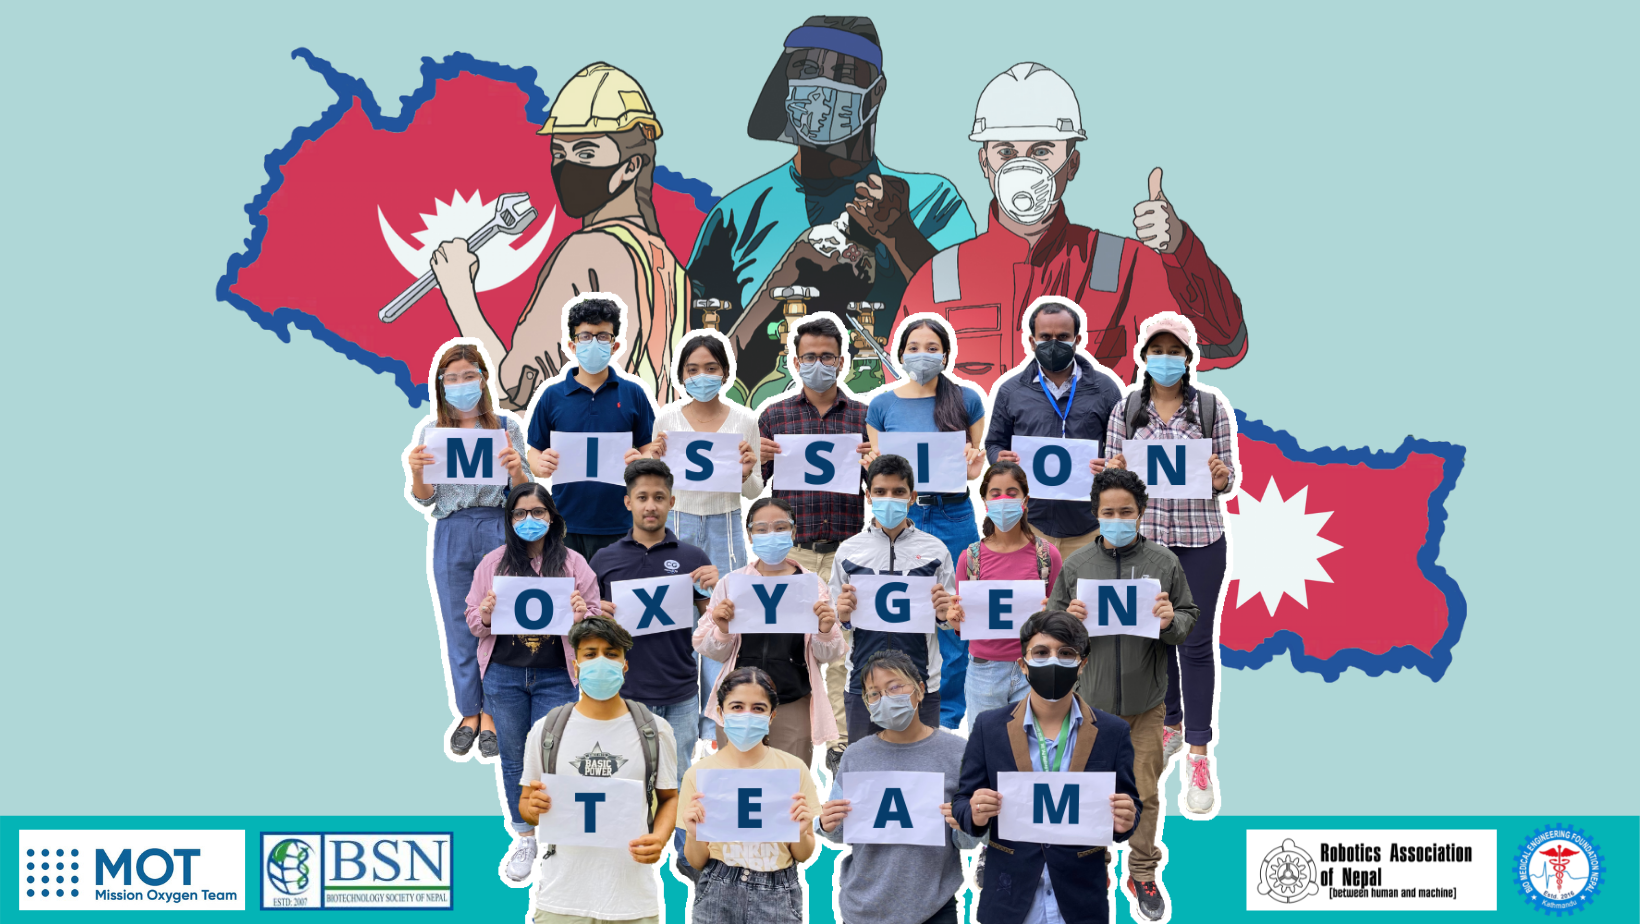 M I S S I O N
O X Y G E N
BASIC
POWER
CG
T E A M
MOT
Mission Oxygen Team
BSN
ESTD: 2007
BIOTECHNOLOGY SOCIETY OF NEPAL
Robotics Association
of Nepal
[between human and machine]
BIO MEDICAL ENGINEERING FOUNDATION NEPAL
Estd. 2016
Kathmandu